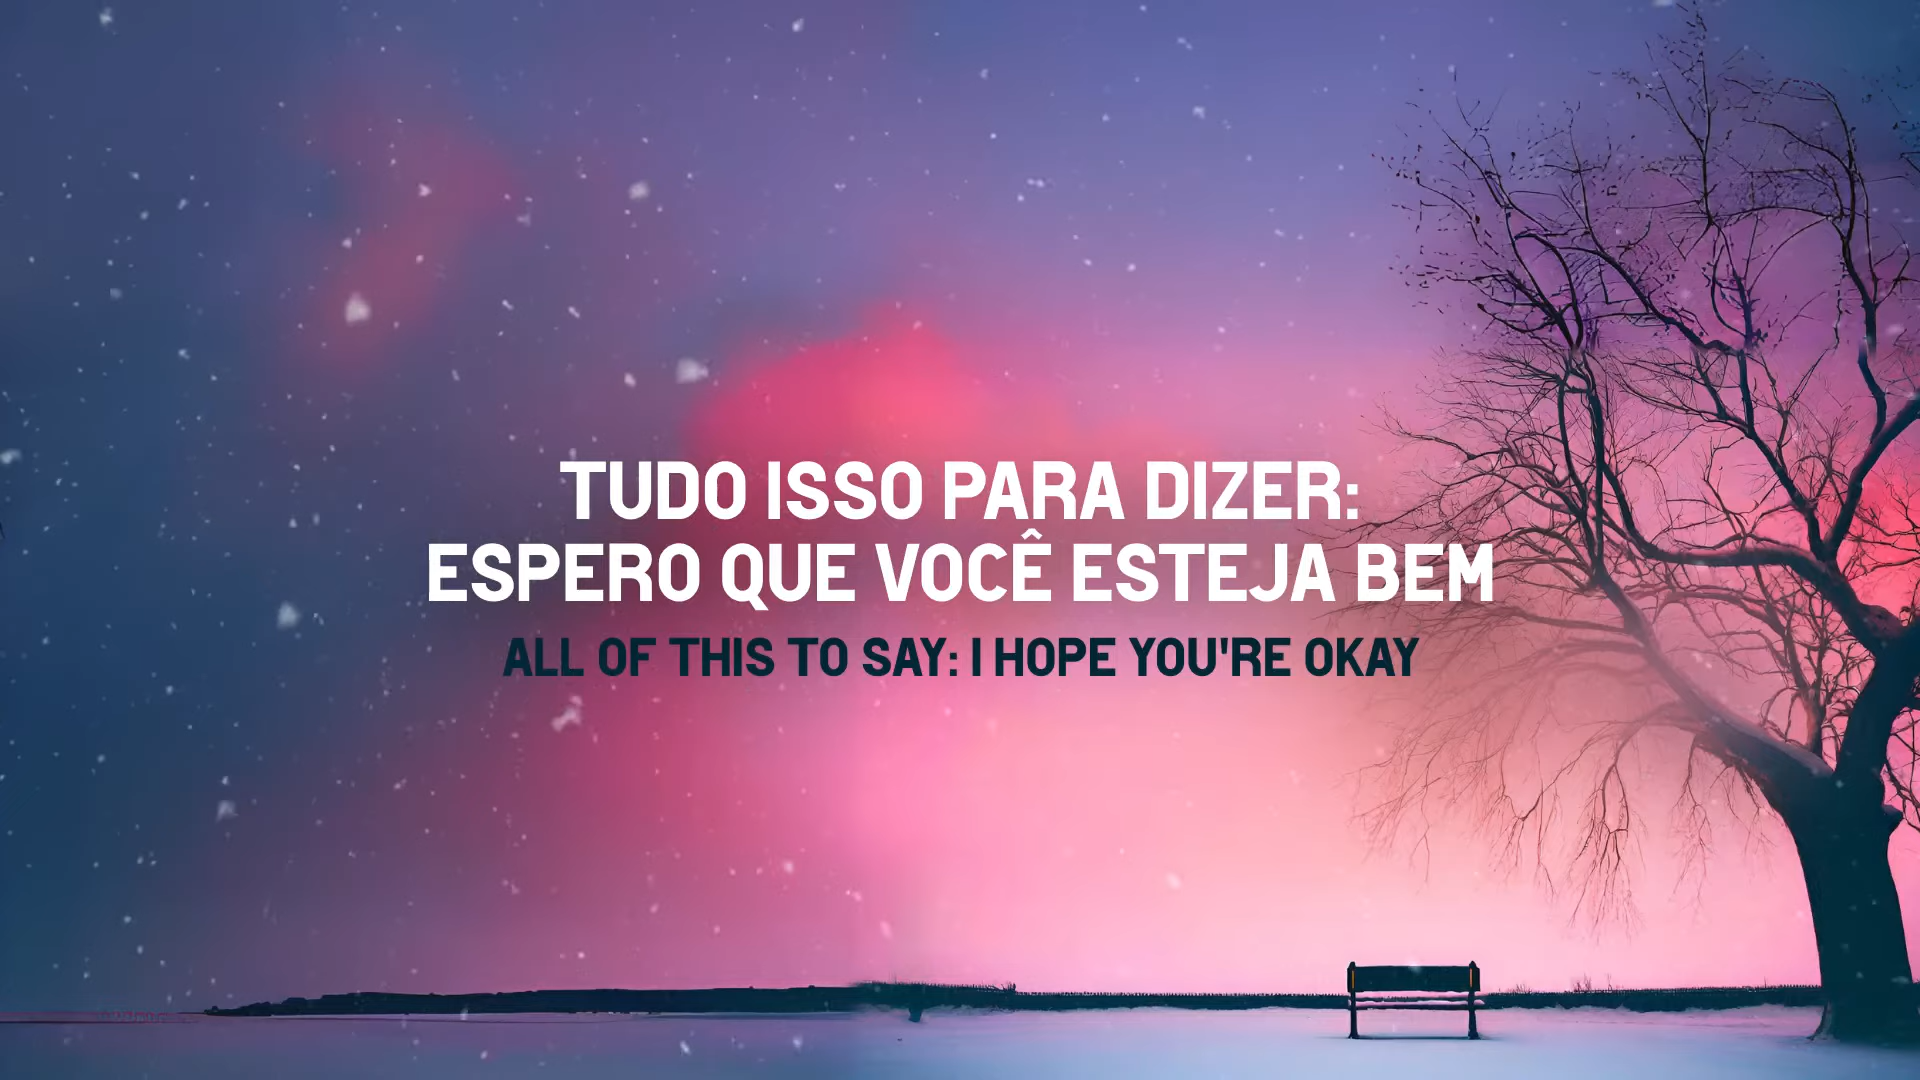 TUDO ISSO PARA DIZER:
ESPERO QUE VOCÊ ESTEJA BEM
ALL OF THIS TO SAY: I HOPE YOU'RE OKAY